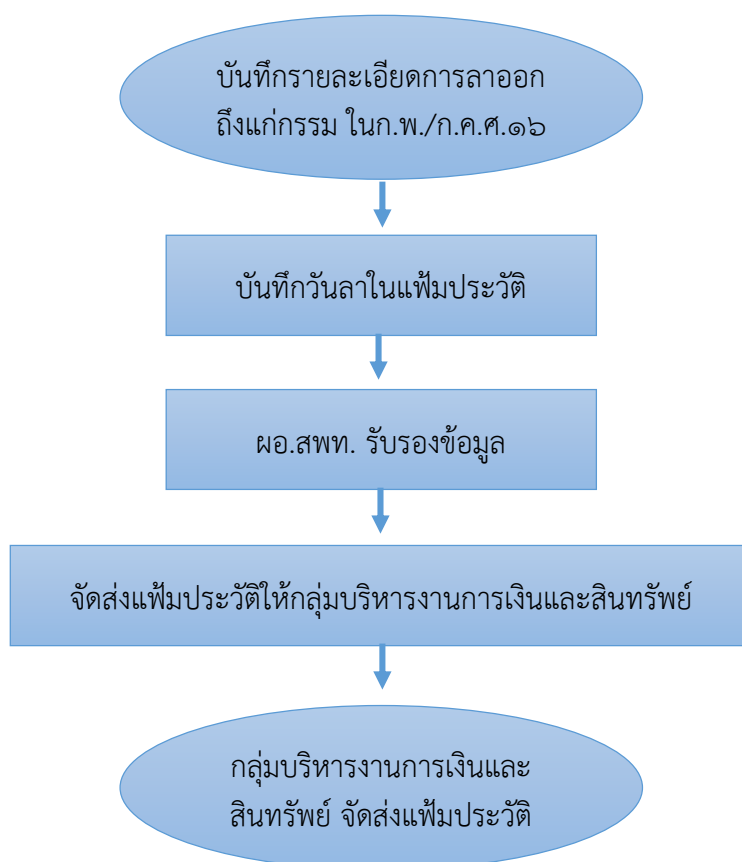 บันทึกรายละเอียดการลาออก
ถึงแก่กรรม ในก.พ./ก.ค.ศ.๑๖
บันทึกวันลาในแฟ้มประวัติ
ผอ.สพท. รับรองข้อมูล
จัดส่งแฟ้มประวัติให้กลุ่มบริหารงานการเงินและสินทรัพย์
กลุ่มบริหารงานการเงินและ
สินทรัพย์ จัดส่งแฟ้มประวัติ